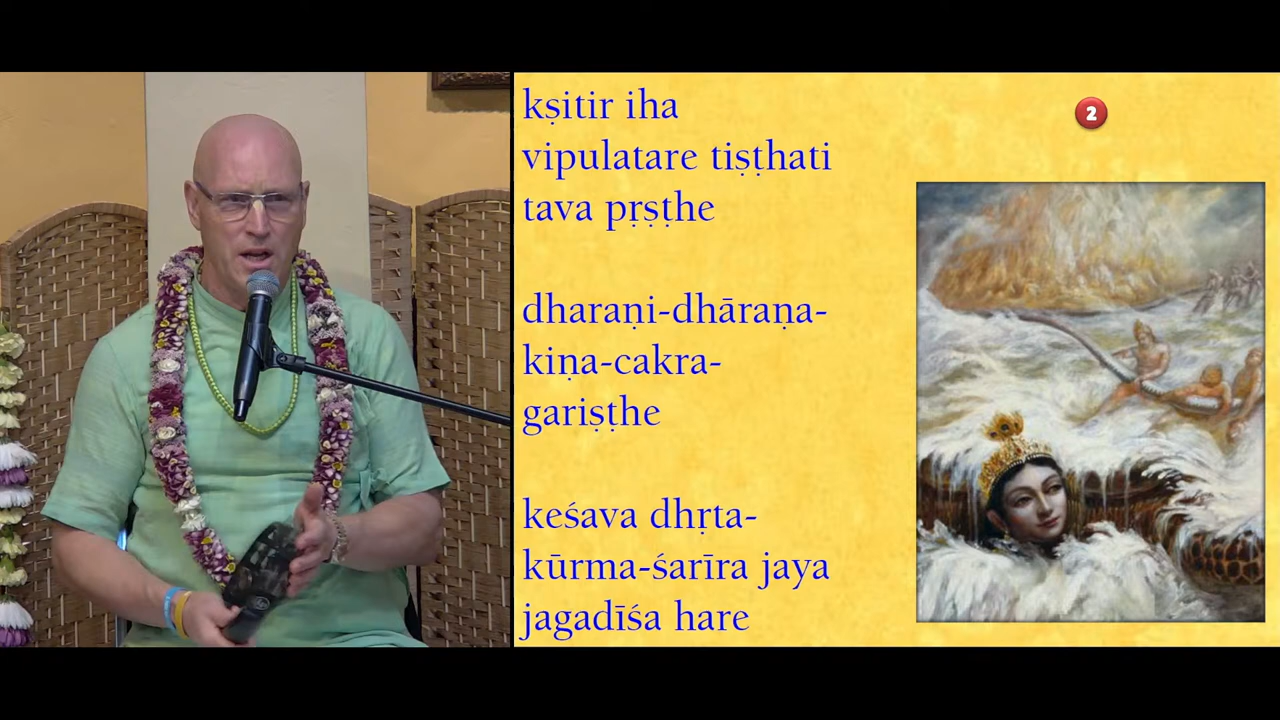 kṣitir iha
vipulatare tiṣṭhati
tava pṛṣṭhe
dharaṇi-dhāraṇa-
kiṇa-cakra-
gariṣṭhe
keśava dhṛta-
kūrma-śarīra jaya
jagadīśa hare
2